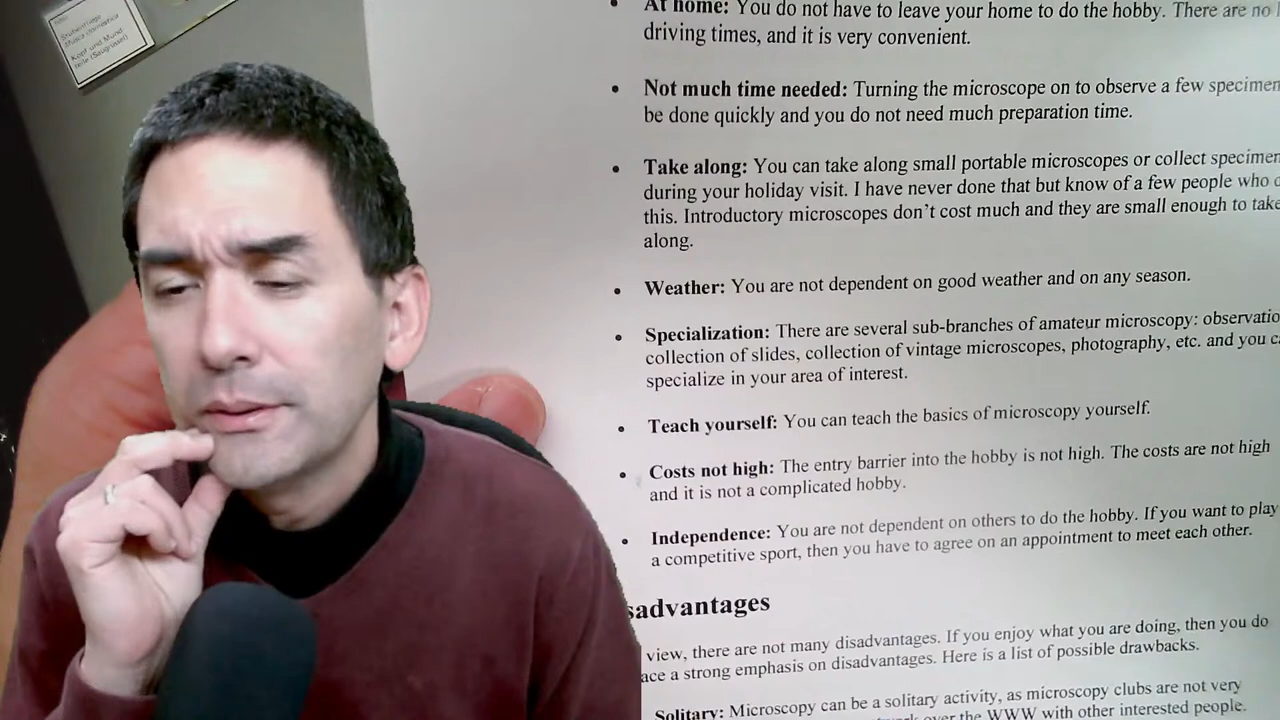 Stubenfliege
Musca domestica
Kopf und Mund
teile (Saugrüssel)
• At home: You do not have to leave your home to do the hobby. There are no
driving times, and it is very convenient.
• Not much time needed: Turning the microscope on to observe a few specimen
be done quickly and you do not need much preparation time.
• Take along: You can take along small portable microscopes or collect specimen
during your holiday visit. I have never done that but know of a few people who
this. Introductory microscopes don’t cost much and they are small enough to take
along.
• Weather: You are not dependent on good weather and on any season.
• Specialization: There are several sub-branches of amateur microscopy: observatio
collection of slides, collection of vintage microscopes, photography, etc. and you c
specialize in your area of interest.
• Teach yourself: You can teach the basics of microscopy yourself.
• Costs not high: The entry barrier into the hobby is not high. The costs are not high
and it is not a complicated hobby.
• Independence: You are not dependent on others to do the hobby. If you want to play
a competitive sport, then you have to agree on an appointment to meet each other.
sadvantages
view, there are not many disadvantages. If you enjoy what you are doing, then you do
ace a strong emphasis on disadvantages. Here is a list of possible drawbacks.
Solitary: Microscopy can be a solitary activity, as microscopy clubs are not very
over the WWW with other interested people.